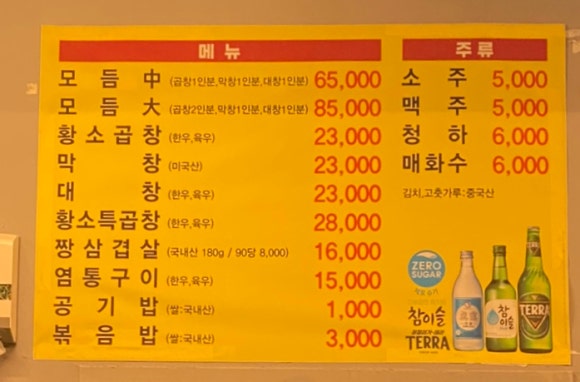 메 뉴
모 듬 中 (곱창1인분,막창1인분,대창1인분) 65,000
모 듬 大 (곱창2인분,막창1인분,대창1인분) 85,000
황소곱창 (한우,육우) 23,000
막 창 (미국산) 23,000
대 창 (한우,육우) 23,000
황소특곱창 (한우,육우) 28,000
짱삼겹살 (국내산 180g / 90당 8,000) 16,000
염통구이 (한우,육우) 15,000
공 기 밥 (쌀:국내산) 1,000
볶 음 밥 (쌀:국내산) 3,000
주 류
소 주 5,000
맥 주 5,000
청 하 6,000
매화수 6,000
김치,고춧가루:중국산
ZERO
SUGAR
참이슬
TERRA
참이슬
TERRA